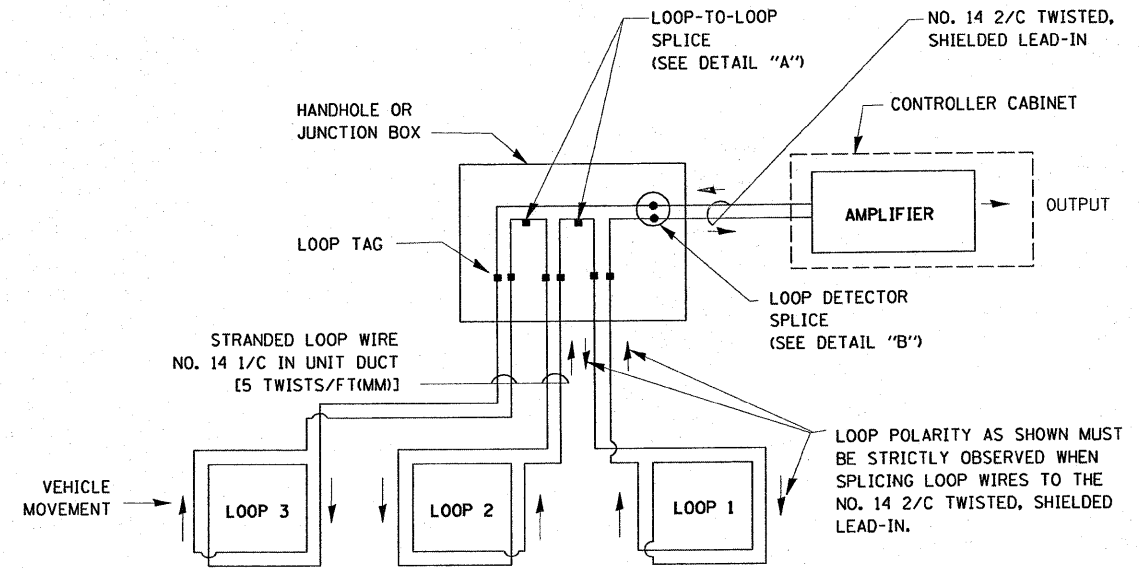 LOOP-TO-LOOP
SPLICE
(SEE DETAIL "A")
NO. 14 2/C TWISTED,
SHIELDED LEAD-IN
HANDHOLE OR
JUNCTION BOX
CONTROLLER CABINET
AMPLIFIER
OUTPUT
LOOP TAG
LOOP DETECTOR
SPLICE
(SEE DETAIL "B")
STRANDED LOOP WIRE
NO. 14 1/C IN UNIT DUCT
[5 TWISTS/FT(MM)]
LOOP POLARITY AS SHOWN MUST
BE STRICTLY OBSERVED WHEN
SPLICING LOOP WIRES TO THE
NO. 14 2/C TWISTED, SHIELDED
LEAD-IN.
VEHICLE
MOVEMENT
LOOP 3
LOOP 2
LOOP 1